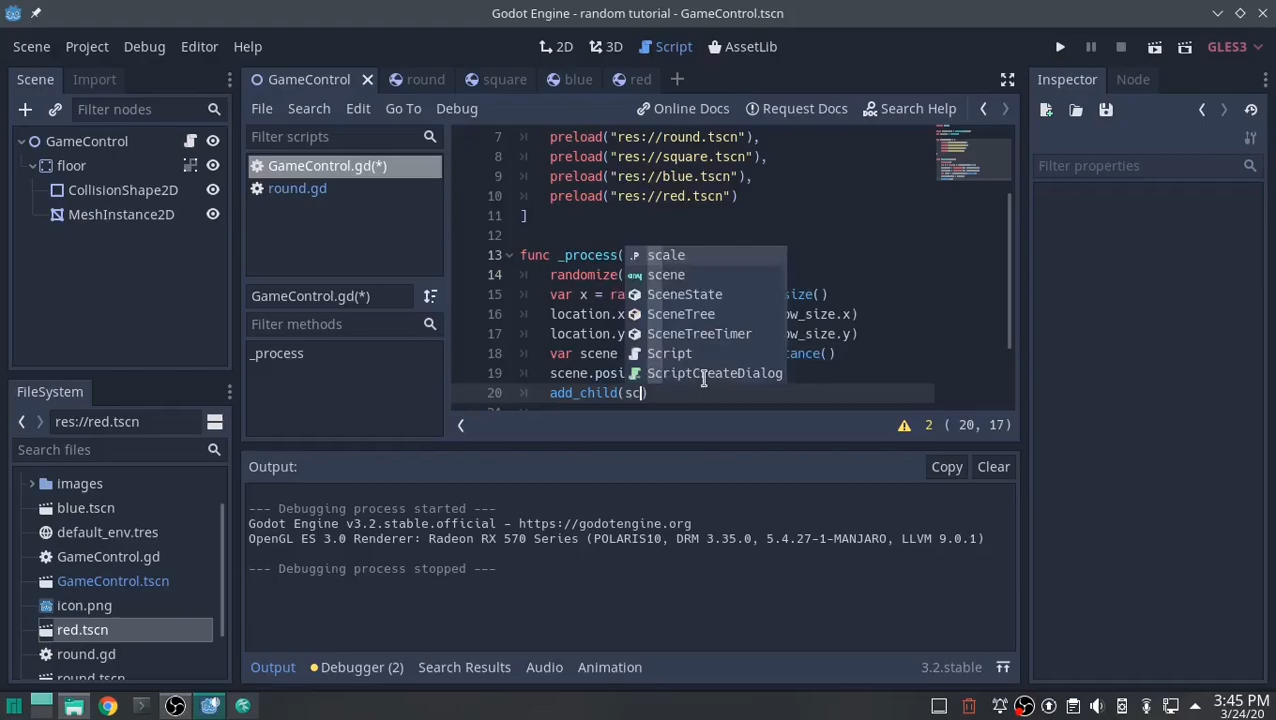 Godot Engine - random tutorial - GameControl.tscn
Scene Project Debug Editor Help
2D 3D Script AssetLib
GLES3
Scene Import
Filter nodes
GameControl
floor
CollisionShape2D
MeshInstance2D
FileSystem
res://red.tscn
Search files
images
blue.tscn
default_env.tres
GameControl.gd
GameControl.tscn
icon.png
red.tscn
round.gd
round.tscn
GameControl round square blue red
File Search Edit Go To Debug
Online Docs Request Docs Search Help
Filter scripts
GameControl.gd(*)
round.gd
GameControl.gd(*)
Filter methods
_process
7 preload("res://round.tscn"),
8 preload("res://square.tscn"),
9 preload("res://blue.tscn"),
10 preload("res://red.tscn")
11 ]
12
13 func _process(
14 randomize(
15 var x = ra size()
16 location.x ow_size.x)
17 location.y ow_size.y)
18 var scene tance()
19 scene.posi
20 add_child(sc)
scale
scene
SceneState
SceneTree
SceneTreeTimer
Script
ScriptCreateDialog
2 ( 20, 17)
Output:
Copy Clear
--- Debugging process started ---
Godot Engine v3.2.stable.official - https://godotengine.org
OpenGL ES 3.0 Renderer: Radeon RX 570 Series (POLARIS10, DRM 3.35.0, 5.4.27-1-MANJARO, LLVM 9.0.1)
--- Debugging process stopped ---
Output Debugger (2) Search Results Audio Animation
3.2.stable
Inspector Node
Filter properties
3:45 PM
3/24/20